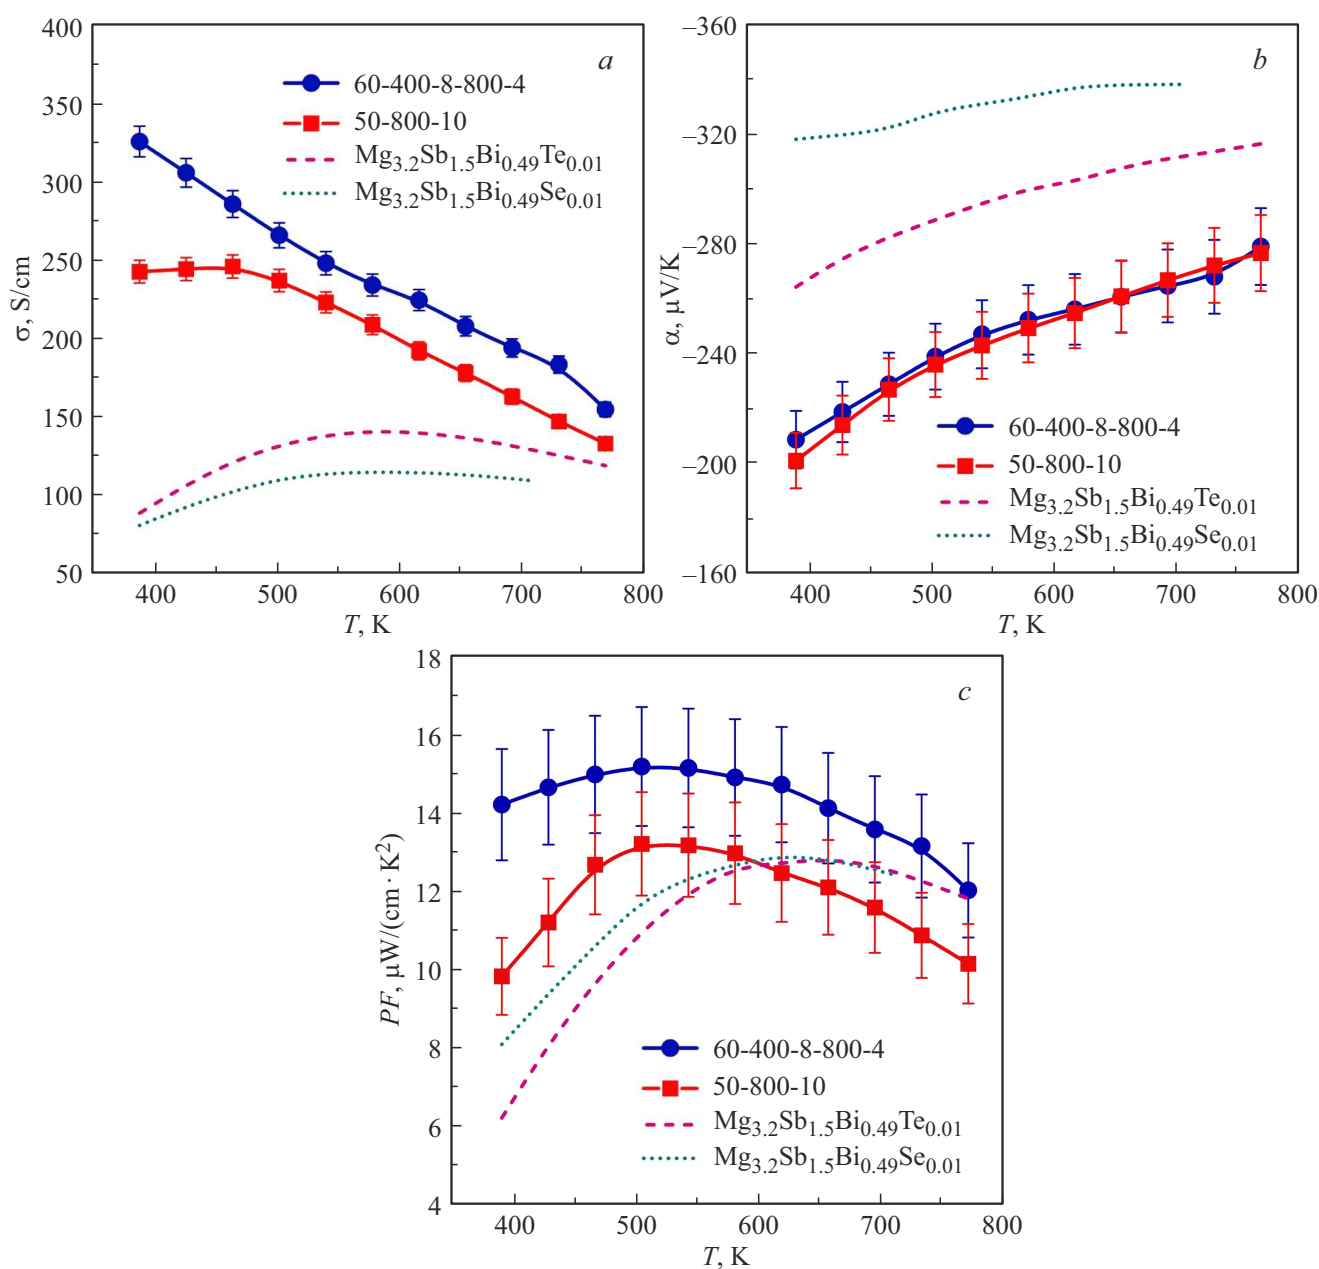 a
400
350
300
250
200
150
100
50
σ, S/cm
60-400-8-800-4
50-800-10
Mg3.2Sb1.5Bi0.49Te0.01
Mg3.2Sb1.5Bi0.49Se0.01
400 500 600 700 800
T, K
b
–360
–320
–280
–240
–200
–160
α, μV/K
60-400-8-800-4
50-800-10
Mg3.2Sb1.5Bi0.49Te0.01
Mg3.2Sb1.5Bi0.49Se0.01
400 500 600 700 800
T, K
c
18
16
14
12
10
8
6
4
PF, μW/(cm · K²)
60-400-8-800-4
50-800-10
Mg3.2Sb1.5Bi0.49Te0.01
Mg3.2Sb1.5Bi0.49Se0.01
400 500 600 700 800
T, K